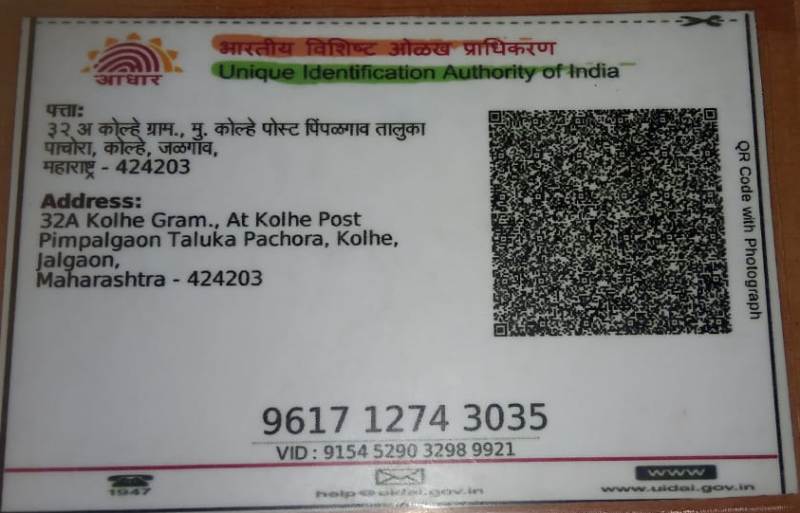 आधार
भारतीय विशिष्ट ओळख प्राधिकरण
Unique Identification Authority of India
पत्ता:
३२ अ कोल्हे ग्राम., मु. कोल्हे पोस्ट पिंपळगाव तालुका
पाचोरा, कोल्हे, जळगाव,
महाराष्ट्र - 424203
Address:
32A Kolhe Gram., At Kolhe Post
Pimpalgaon Taluka Pachora, Kolhe,
Jalgaon,
Maharashtra - 424203
QR Code with Photograph
9617 1274 3035
VID : 9154 5290 3298 9921
1947
help@uidai.gov.in
www
www.uidai.gov.in